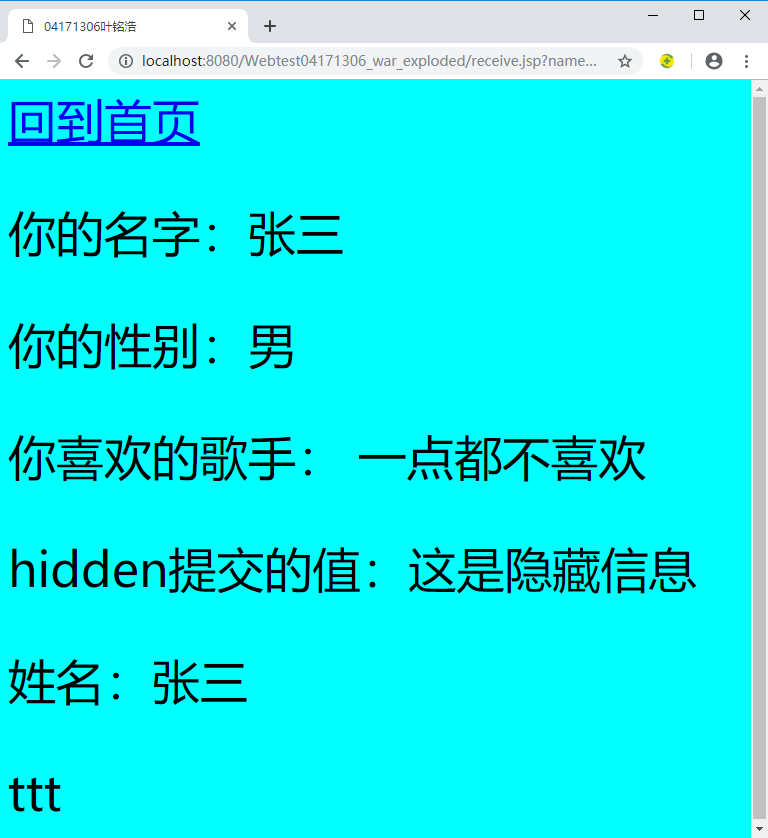 04171306叶铭浩
localhost:8080/Webtest04171306_war_exploded/receive.jsp?name...
回到首页
你的名字：张三
你的性别：男
你喜欢的歌手： 一点都不喜欢
hidden提交的值：这是隐藏信息
姓名：张三
ttt